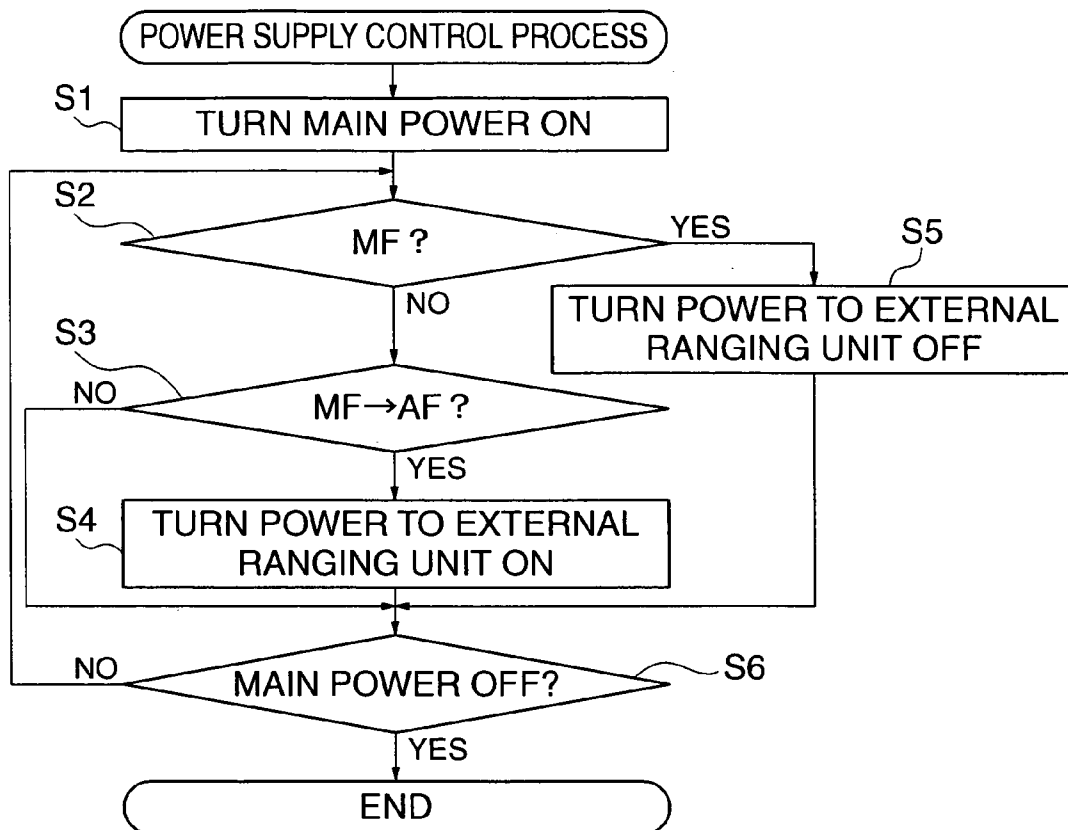 POWER SUPPLY CONTROL PROCESS
S1
TURN MAIN POWER ON
S2
MF ?
YES
NO
S5
TURN POWER TO EXTERNAL
RANGING UNIT OFF
S3
NO
MF→AF ?
YES
S4
TURN POWER TO EXTERNAL
RANGING UNIT ON
NO
MAIN POWER OFF?
S6
YES
END